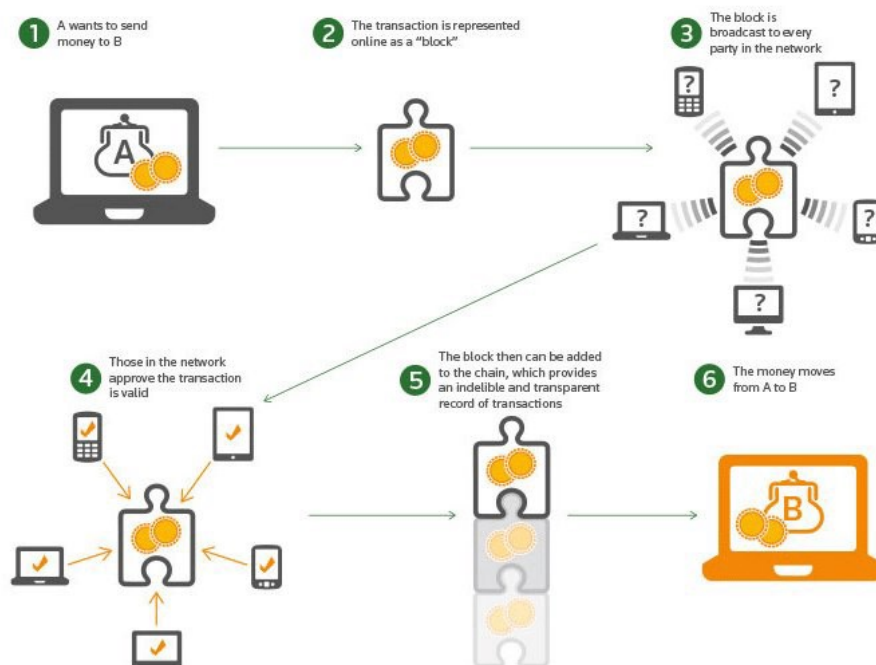 1
A wants to send
money to B
2
The transaction is represented
online as a “block”
3
The block is
broadcast to every
party in the network
A
?
?
?
?
?
4
Those in the network
approve the transaction
is valid
5
The block then can be added
to the chain, which provides
an indelible and transparent
record of transactions
6
The money moves
from A to B
B